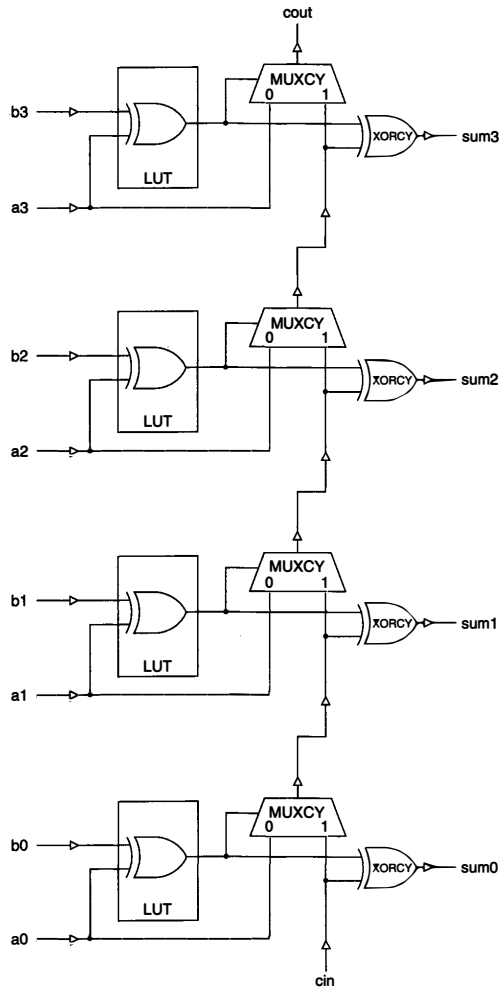 cout
MUXCY
0 1
b3
XORCY
sum3
LUT
a3
MUXCY
0 1
b2
XORCY
sum2
LUT
a2
MUXCY
0 1
b1
XORCY
sum1
LUT
a1
MUXCY
0 1
b0
XORCY
sum0
LUT
a0
cin